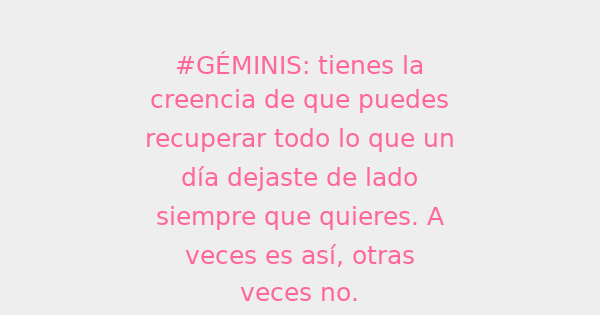 #GÉMINIS: tienes la
creencia de que puedes
recuperar todo lo que un
día dejaste de lado
siempre que quieres. A
veces es así, otras
veces no.